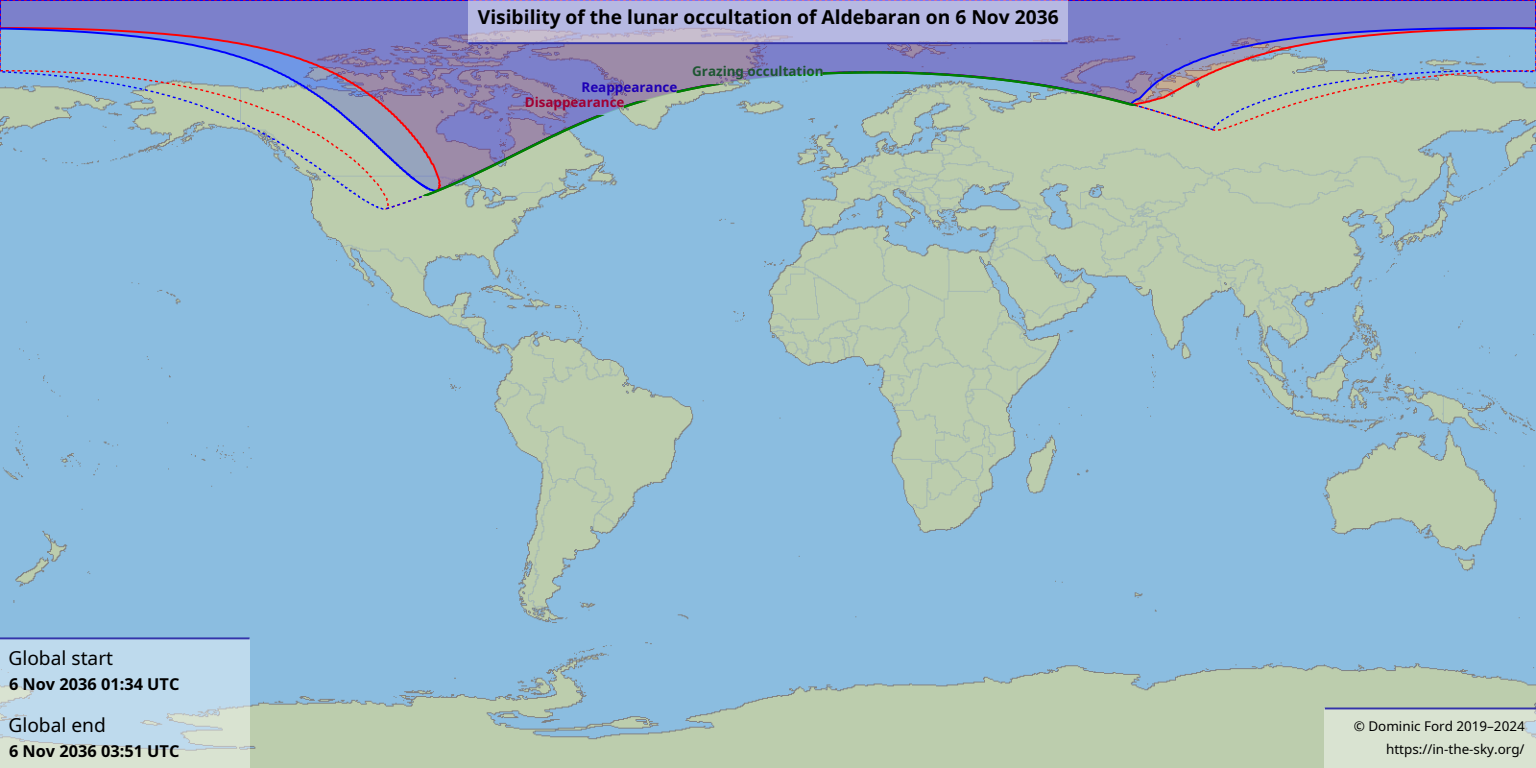 Visibility of the lunar occultation of Aldebaran on 6 Nov 2036
Grazing occultation
Reappearance
Disappearance
Global start
6 Nov 2036 01:34 UTC
Global end
6 Nov 2036 03:51 UTC
© Dominic Ford 2019–2024
https://in-the-sky.org/